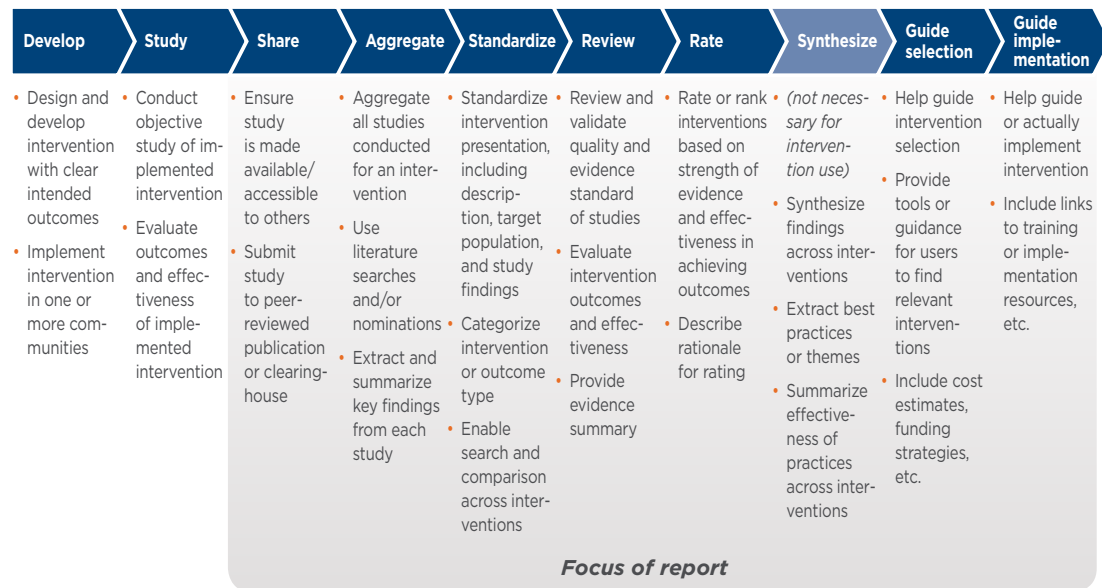 Develop
Study
Share
Aggregate
Standardize
Review
Rate
Synthesize
Guide
selection
Guide
imple-
mentation
• Design and
develop
intervention
with clear
intended
outcomes
• Implement
intervention
in one or
more com-
munities
• Conduct
objective
study of im-
plemented
intervention
• Evaluate
outcomes
and effec-
tiveness
of imple-
mented
intervention
• Ensure
study
is made
available/
accessible
to others
• Submit
study
to peer-
reviewed
publication
or clearing-
house
• Aggregate
all studies
conducted
for an inter-
vention
• Use
literature
searches
and/or
nominations
• Extract and
summarize
key findings
from each
study
• Standardize
intervention
presentation,
including
descrip-
tion, target
population,
and study
findings
• Categorize
intervention
or outcome
type
• Enable
search and
comparison
across inter-
ventions
• Review and
validate
quality and
evidence
standard
of studies
• Evaluate
intervention
outcomes
and effec-
tiveness
• Provide
evidence
summary
• Rate or rank
interventions
based on
strength of
evidence
and effec-
tiveness in
achieving
outcomes
• Describe
rationale
for rating
• (not neces-
sary for
interven-
tion use)
• Synthesize
findings
across inter-
ventions
• Extract best
practices
or themes
• Summarize
effective-
ness of
practices
across inter-
ventions
• Help guide
intervention
selection
• Provide
tools or
guidance
for users
to find
relevant
interven-
tions
• Include cost
estimates,
funding
strategies,
etc.
• Help guide
or actually
implement
intervention
• Include links
to training
or imple-
mentation
resources,
etc.
Focus of report